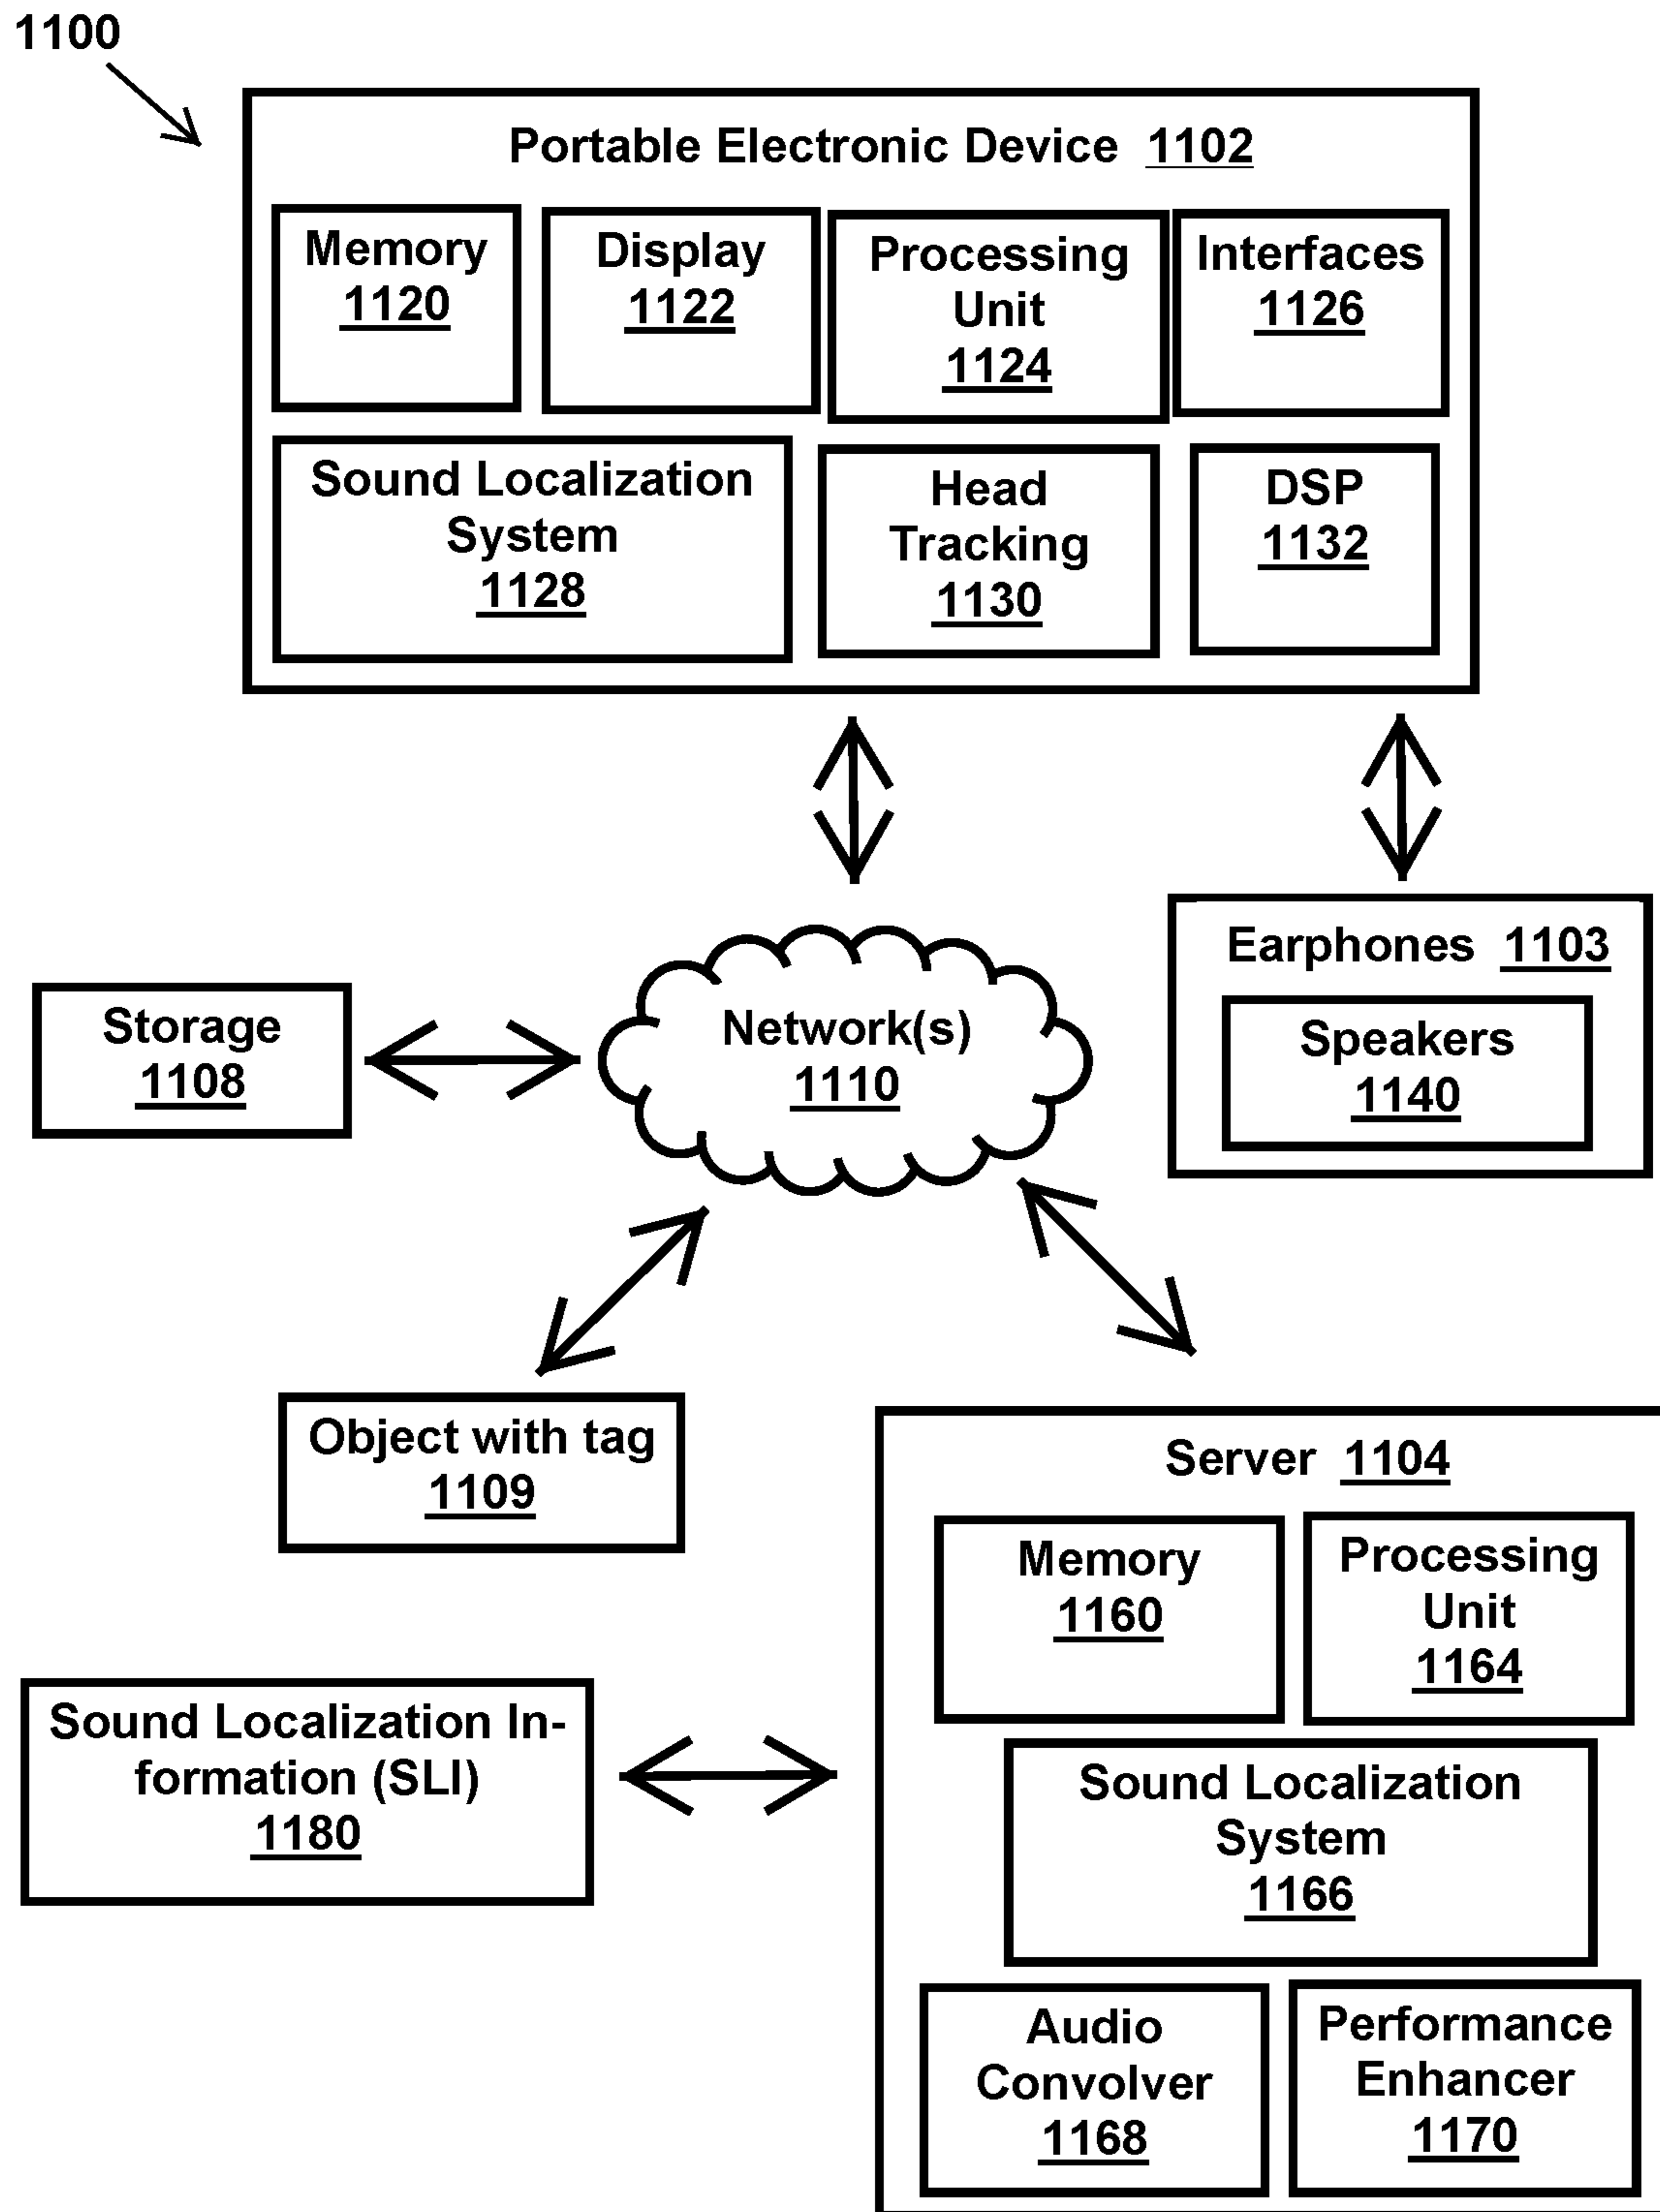 1100
Portable Electronic Device 1102
Memory
1120
Display
1122
Processing
Unit
1124
Interfaces
1126
Sound Localization
System
1128
Head
Tracking
1130
DSP
1132
Earphones 1103
Speakers
1140
Storage
1108
Network(s)
1110
Object with tag
1109
Server 1104
Memory
1160
Processing
Unit
1164
Sound Localization In-
formation (SLI)
1180
Sound Localization
System
1166
Audio
Convolver
1168
Performance
Enhancer
1170